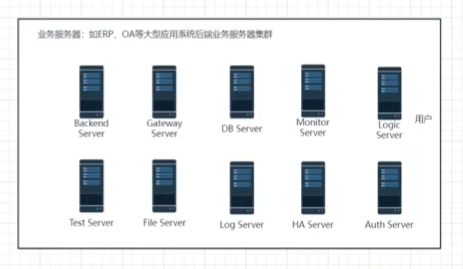 业务服务器：如ERP、OA等大型应用系统后端业务服务器集群
Backend
Server
Gateway
Server
DB Server
Monitor
Server
Logic
Server
用户
Test Server
File Server
Log Server
HA Server
Auth Server